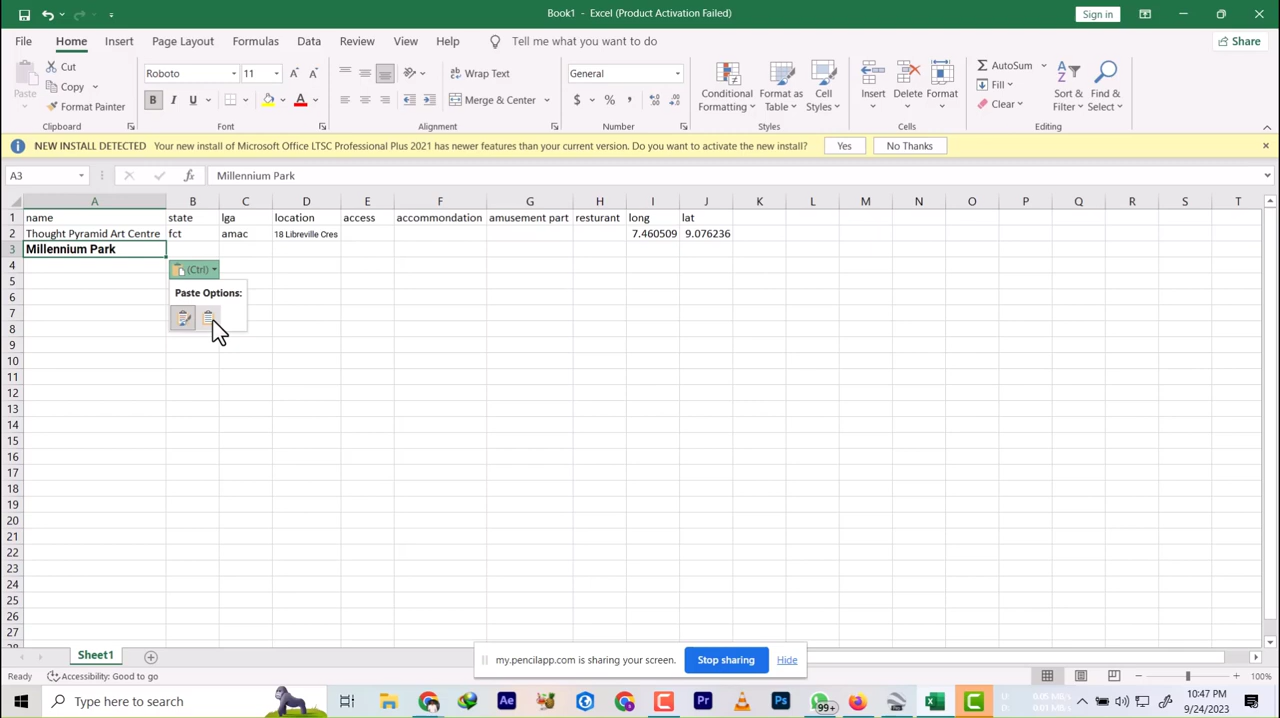 Book1 - Excel (Product Activation Failed)
Sign in
File Home Insert Page Layout Formulas Data Review View Help Tell me what you want to do
Share
Paste
Cut
Copy
Format Painter
Clipboard
Roboto 11
B I U
Font
Wrap Text
Merge & Center
Alignment
General
$ % ,
Number
Conditional Formatting
Format as Table
Cell Styles
Styles
Insert Delete Format
Cells
AutoSum
Fill
Clear
Sort & Filter
Find & Select
Editing
NEW INSTALL DETECTED Your new install of Microsoft Office LTSC Professional Plus 2021 has newer features than your current version. Do you want to activate the new install? Yes No Thanks
A3 fx Millennium Park
A B C D E F G H I J K L M N O P Q R S T
1 name state lga location access accommondation amusement part resturant long lat
2 Thought Pyramid Art Centre fct amac 18 Libreville Cres 7.460509 9.076236
3 Millennium Park
4 (Ctrl)
5 Paste Options:
6
7
8
9
10
11
12
13
14
15
16
17
18
19
20
21
22
23
24
25
26
27
28
my.pencilapp.com is sharing your screen. Stop sharing Hide
Sheet1
Ready Accessibility: Good to go
100%
Type here to search
99+
U: 0.05 MB/s
D: 0.01 MB/s
10:47 PM
9/24/2023